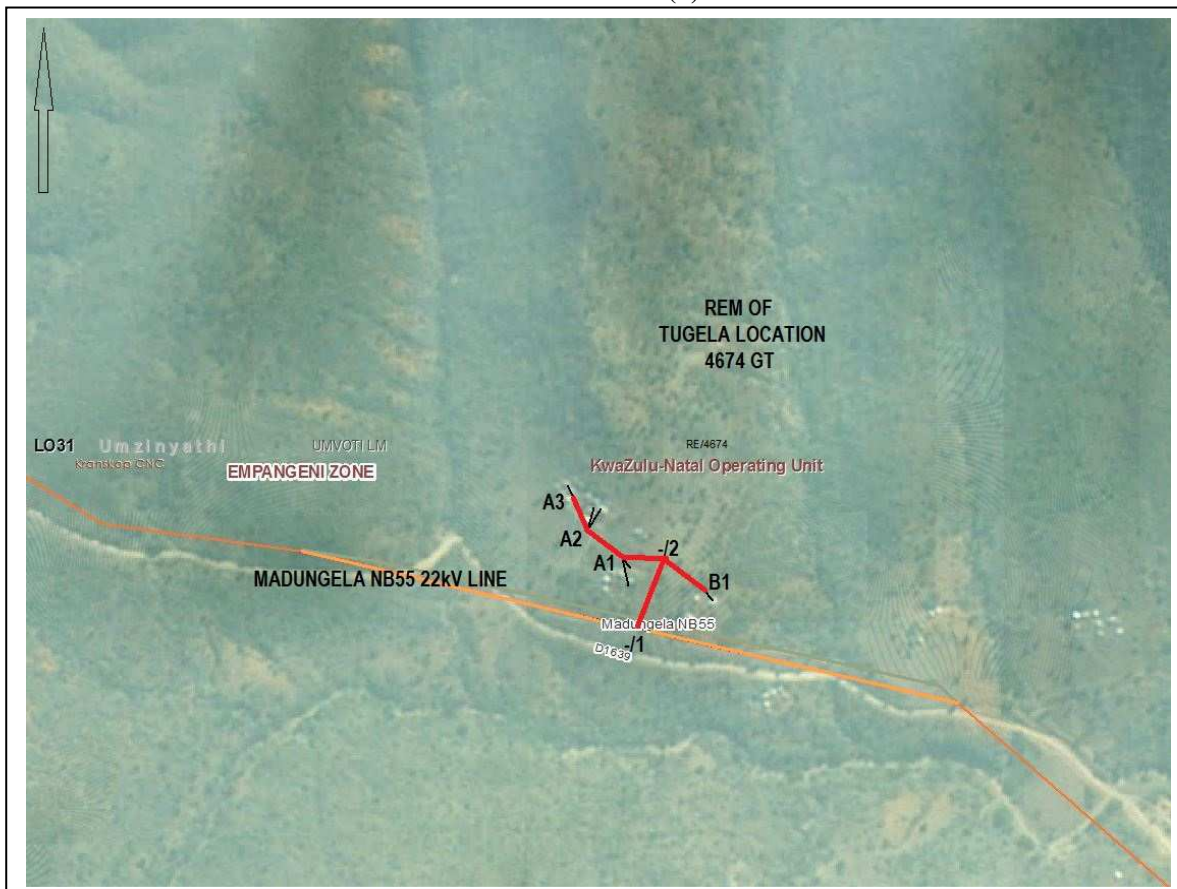 REM OF
TUGELA LOCATION
4674 GT
LO31 Umzinyathi UMVOTI LM RE/4674
Kranskop CNC
EMPANGENI ZONE KwaZulu-Natal Operating Unit
A3
A2
A1 -/2
MADUNGELA NB55 22kV LINE B1
Madungela NB55
-/1
D1639